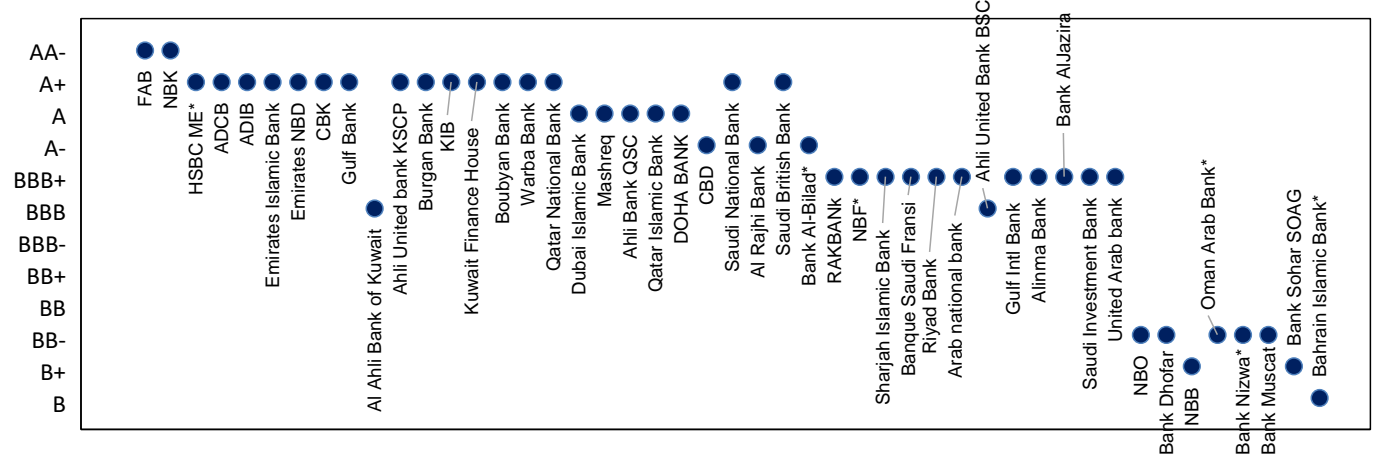 AA-
A+
A
A-
BBB+
BBB
BBB-
BB+
BB
BB-
B+
B
FAB
NBK
HSBC ME*
ADCB
ADIB
Emirates Islamic Bank
Emirates NBD
CBK
Gulf Bank
Al Ahli Bank of Kuwait
Ahli United bank KSCP
Burgan Bank
KIB
Kuwait Finance House
Boubyan Bank
Warba Bank
Qatar National Bank
Dubai Islamic Bank
Mashreq
Ahli Bank QSC
Qatar Islamic Bank
DOHA BANK
CBD
Saudi National Bank
Al Rajhi Bank
Saudi British Bank
Bank Al-Bilad*
RAKBANk
NBF*
Sharjah Islamic Bank
Banque Saudi Fransi
Riyad Bank
Arab national bank
Ahli United Bank BSC
Gulf Intl Bank
Alinma Bank
Bank AlJazira
Saudi Investment Bank
United Arab bank
NBO
Bank Dhofar
NBB
Oman Arab Bank*
Bank Nizwa*
Bank Muscat
Bank Sohar SOAG
Bahrain Islamic Bank*